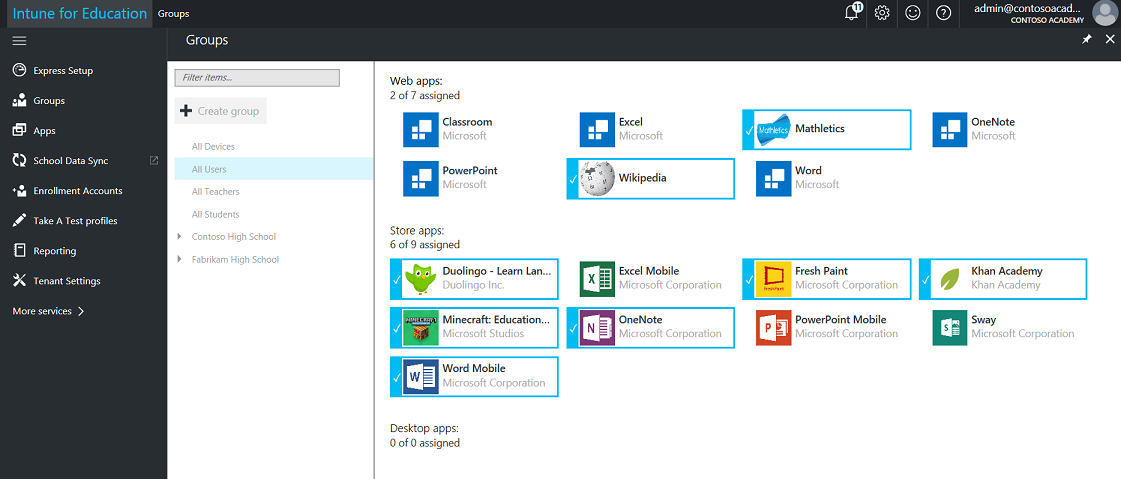 Intune for Education Groups
11
admin@contosoacad...
CONTOSO ACADEMY
Groups
Express Setup
Groups
Apps
School Data Sync
Enrollment Accounts
Take A Test profiles
Reporting
Tenant Settings
More services
Filter items...
Create group
All Devices
All Users
All Teachers
All Students
Contoso High School
Fabrikam High School
Web apps:
2 of 7 assigned
Classroom
Microsoft
Excel
Microsoft
Mathletics
Mathletics
OneNote
Microsoft
PowerPoint
Microsoft
Wikipedia
Word
Microsoft
Store apps:
6 of 9 assigned
Duolingo - Learn Lan...
Duolingo Inc.
Excel Mobile
Microsoft Corporation
FreshPaint
Fresh Paint
Microsoft Corporation
Khan Academy
Khan Academy
MINECRAFT
Minecraft: Education...
Microsoft Studios
N
OneNote
Microsoft Corporation
P
PowerPoint Mobile
Microsoft Corporation
S
Sway
Microsoft Corporation
W
Word Mobile
Microsoft Corporation
Desktop apps:
0 of 0 assigned